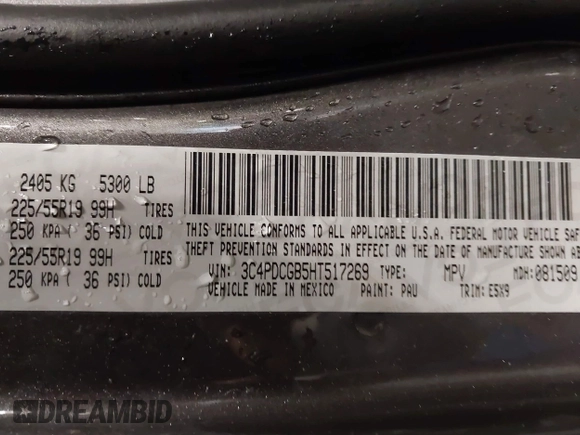 2405 KG 5300 LB
225/55R19 99H TIRES
250 KPA ( 36 PSI) COLD
225/55R19 99H TIRES
250 KPA ( 36 PSI) COLD
THIS VEHICLE CONFORMS TO ALL APPLICABLE U.S.A. FEDERAL MOTOR VEHICLE SAF
THEFT PREVENTION STANDARDS IN EFFECT ON THE DATE OF MANUFACTURE SHOWN AB
VIN: 3C4PDCGB5HT517269 TYPE: MPV MDH: 081509
VEHICLE MADE IN MEXICO PAINT: PAU TRIM: E5X9
DREAMBID